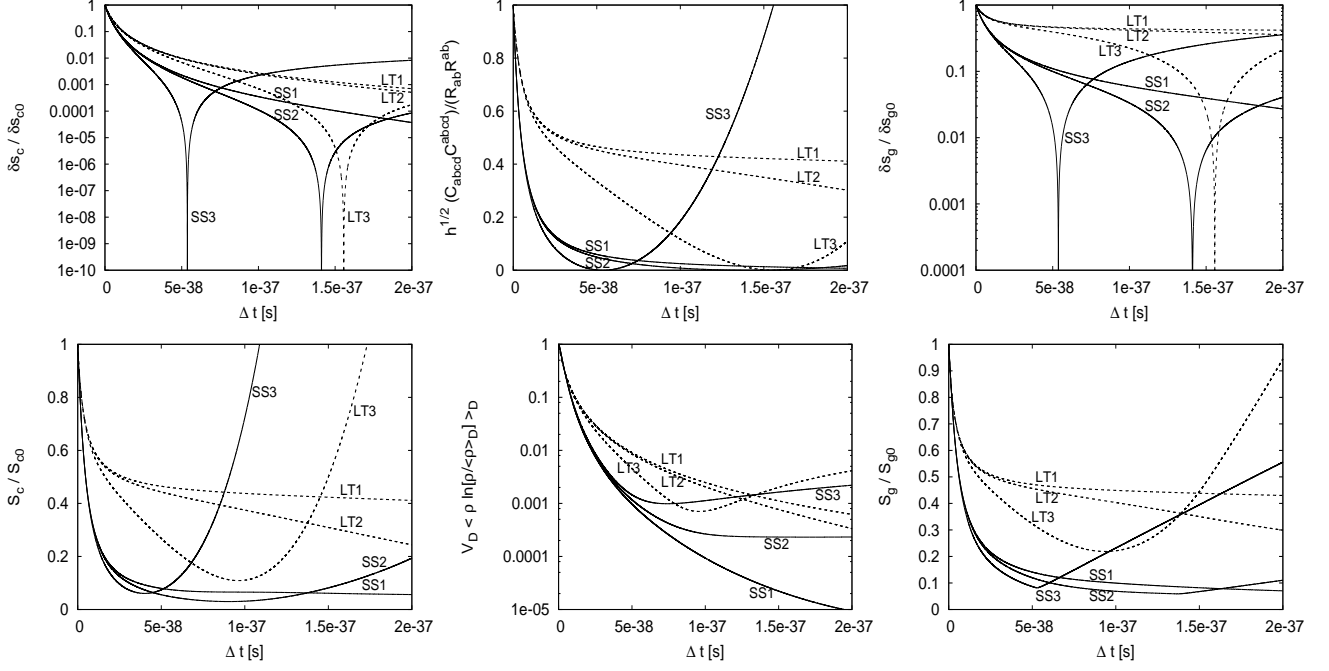 δs_c / δs_c0
1
0.1
0.01
0.001
0.0001
1e-05
1e-06
1e-07
1e-08
1e-09
1e-10
LT1
LT2
SS1
SS2
SS3
LT3
0 5e-38 1e-37 1.5e-37 2e-37
Δ t [s]
h^1/2 (C_abcd C^abcd)/(R_ab R^ab)
1
0.8
0.6
0.4
0.2
0
SS3
LT1
LT2
LT3
SS1
SS2
0 5e-38 1e-37 1.5e-37 2e-37
Δ t [s]
δs_g / δs_g0
1
0.1
0.01
0.001
0.0001
LT1
LT2
LT3
SS1
SS2
SS3
0 5e-38 1e-37 1.5e-37 2e-37
Δ t [s]
S_c / S_c0
1
0.8
0.6
0.4
0.2
0
SS3
LT3
LT1
LT2
SS2
SS1
0 5e-38 1e-37 1.5e-37 2e-37
Δ t [s]
V_D < ρ ln[ρ/<ρ>_D] >_D
1
0.1
0.01
0.001
0.0001
1e-05
LT1
LT3
LT2
SS3
SS2
SS1
0 5e-38 1e-37 1.5e-37 2e-37
Δ t [s]
S_g / S_g0
1
0.9
0.8
0.7
0.6
0.5
0.4
0.3
0.2
0.1
0
LT1
LT2
LT3
SS1
SS3 SS2
0 5e-38 1e-37 1.5e-37 2e-37
Δ t [s]